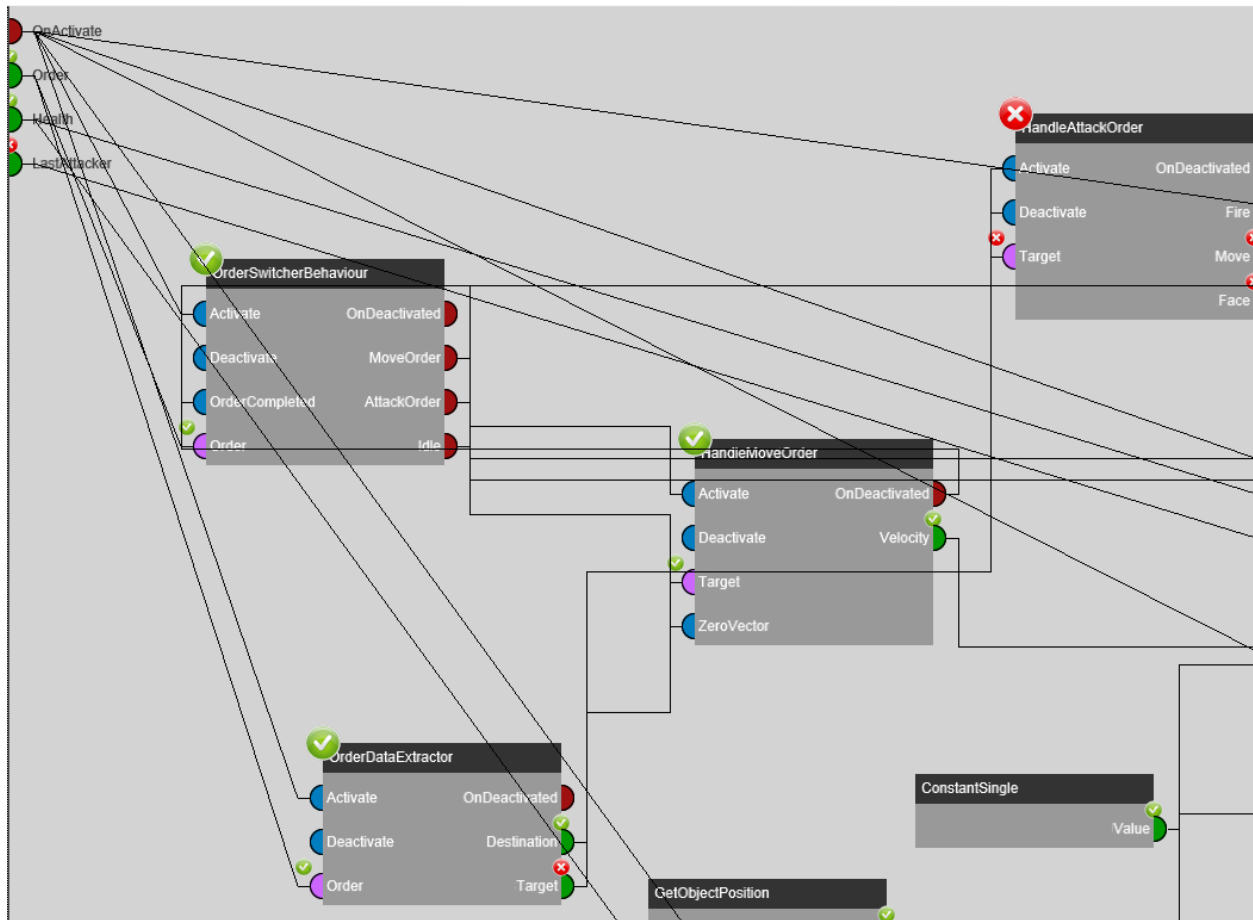 OnActivate
Order
Health
LastAttacker
HandleAttackOrder
Activate OnDeactivated
Deactivate Fire
Target Move
Face
OrderSwitcherBehaviour
Activate OnDeactivated
Deactivate MoveOrder
OrderCompleted AttackOrder
Order Idle
HandleMoveOrder
Activate OnDeactivated
Deactivate Velocity
Target
ZeroVector
OrderDataExtractor
Activate OnDeactivated
Deactivate Destination
Order Target
ConstantSingle
Value
GetObjectPosition